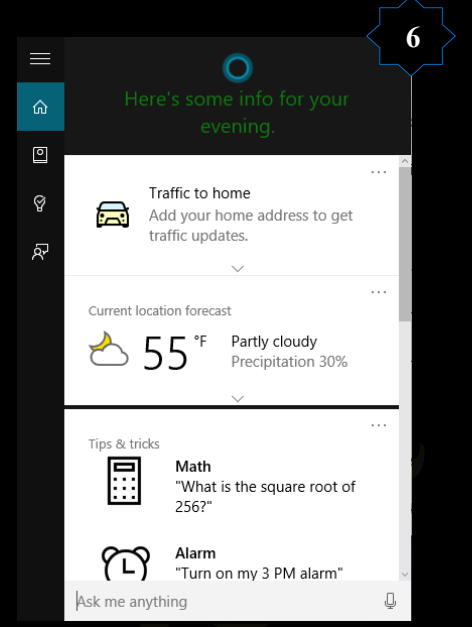 6
Here's some info for your
evening.
Traffic to home
Add your home address to get
traffic updates.
Current location forecast
55 °F
Partly cloudy
Precipitation 30%
Tips & tricks
Math
"What is the square root of
256?"
Alarm
"Turn on my 3 PM alarm"
Ask me anything